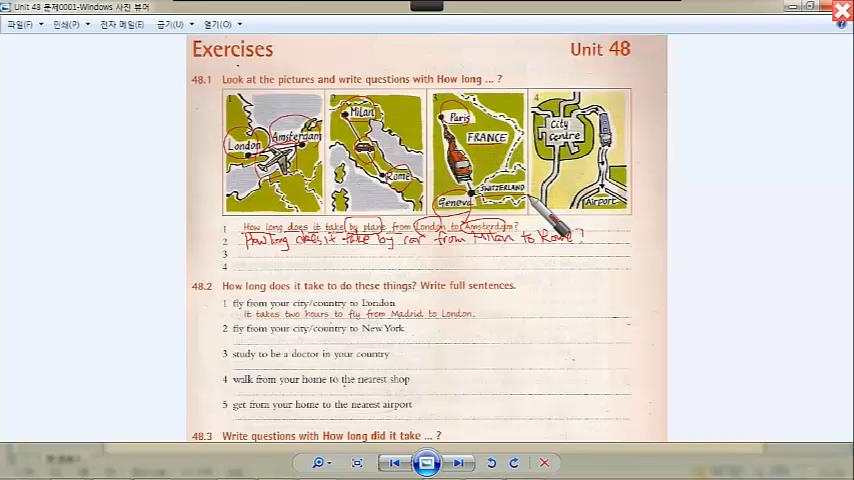 Unit 48 문제0001-Windows 사진 뷰어
파일(F) 인쇄(P) 전자 메일(E) 굽기(U) 열기(O)
Exercises Unit 48
48.1 Look at the pictures and write questions with How long ... ?
1 2 3 4
London Amsterdam
Milan
Rome
Paris
FRANCE
SWITZERLAND
Geneva
City Centre
Airport
1 How long does it take by plane from London to Amsterdam?
2 How long does it take by car from Milan to Rome?
3
4
48.2 How long does it take to do these things? Write full sentences.
1 fly from your city/country to London
It takes two hours to fly from Madrid to London.
2 fly from your city/country to New York
3 study to be a doctor in your country
4 walk from your home to the nearest shop
5 get from your home to the nearest airport
48.3 Write questions with How long did it take ... ?